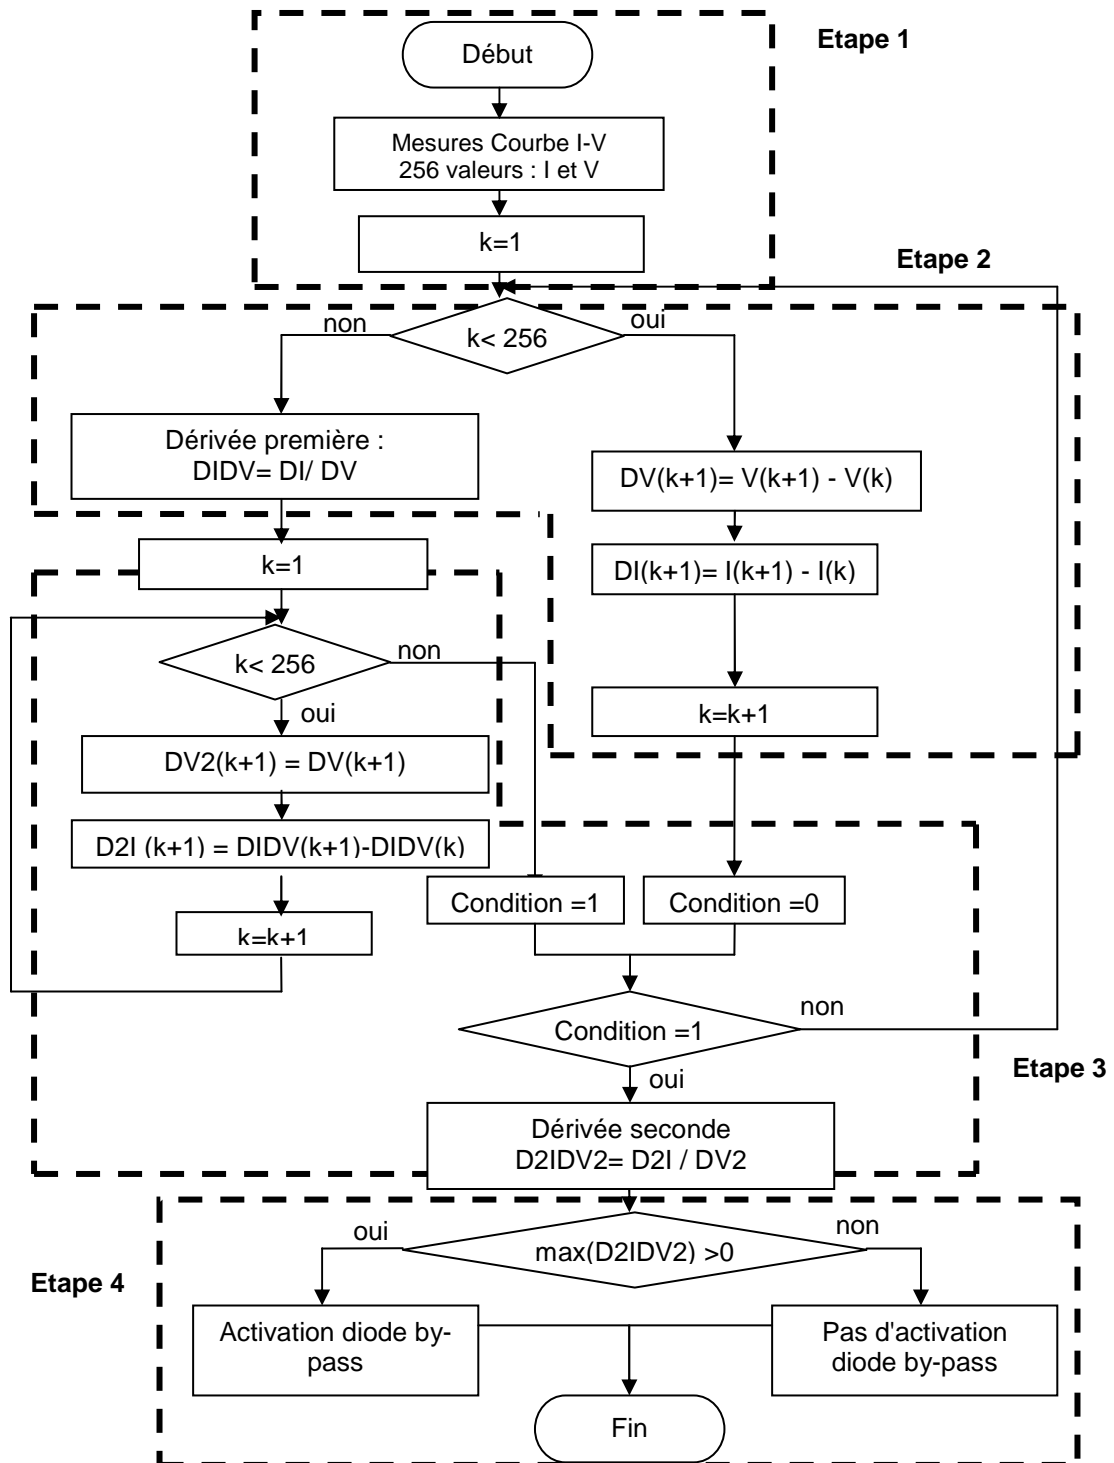 Etape 1
Début
Mesures Courbe I-V
256 valeurs : I et V
k=1
Etape 2
non
k< 256
oui
Dérivée première :
DIDV= DI/ DV
DV(k+1)= V(k+1) - V(k)
DI(k+1)= I(k+1) - I(k)
k=k+1
k=1
k< 256
non
oui
DV2(k+1) = DV(k+1)
D2I (k+1) = DIDV(k+1)-DIDV(k)
k=k+1
Condition =1
Condition =0
Condition =1
non
oui
Etape 3
Dérivée seconde
D2IDV2= D2I / DV2
Etape 4
oui
max(D2IDV2) >0
non
Activation diode by-
pass
Pas d'activation
diode by-pass
Fin